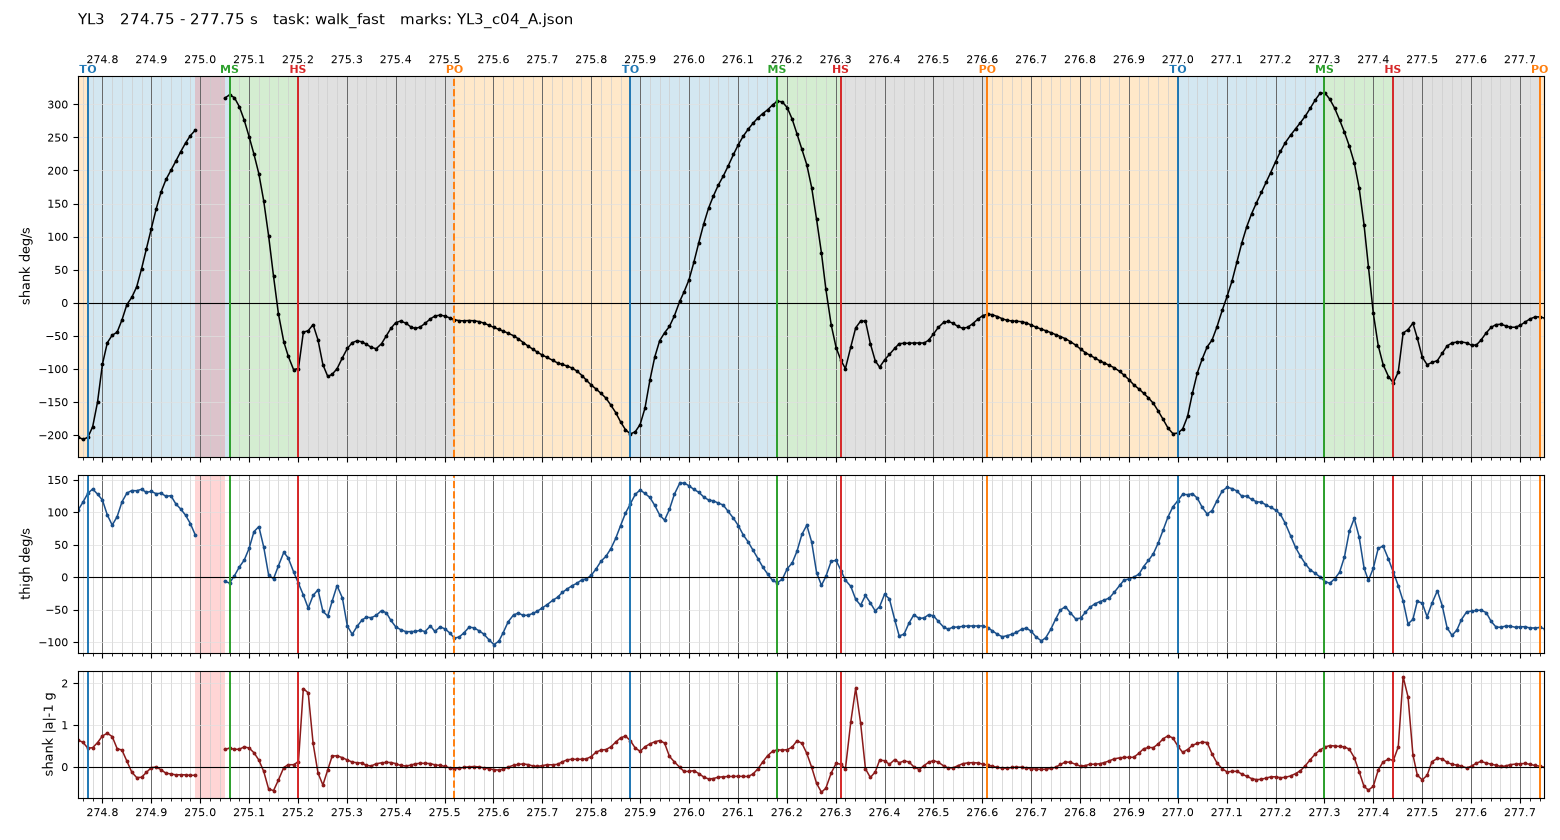 YL3   274.75 - 277.75 s   task: walk_fast   marks: YL3_c04_A.json
274.8 274.9 275.0 275.1 275.2 275.3 275.4 275.5 275.6 275.7 275.8 275.9 276.0 276.1 276.2 276.3 276.4 276.5 276.6 276.7 276.8 276.9 277.0 277.1 277.2 277.3 277.4 277.5 277.6 277.7
TO MS HS PO TO MS HS PO TO MS HS PO
shank deg/s
300
250
200
150
100
50
0
−50
−100
−150
−200
thigh deg/s
150
100
50
0
−50
−100
shank |a|-1 g
2
1
0
274.8 274.9 275.0 275.1 275.2 275.3 275.4 275.5 275.6 275.7 275.8 275.9 276.0 276.1 276.2 276.3 276.4 276.5 276.6 276.7 276.8 276.9 277.0 277.1 277.2 277.3 277.4 277.5 277.6 277.7